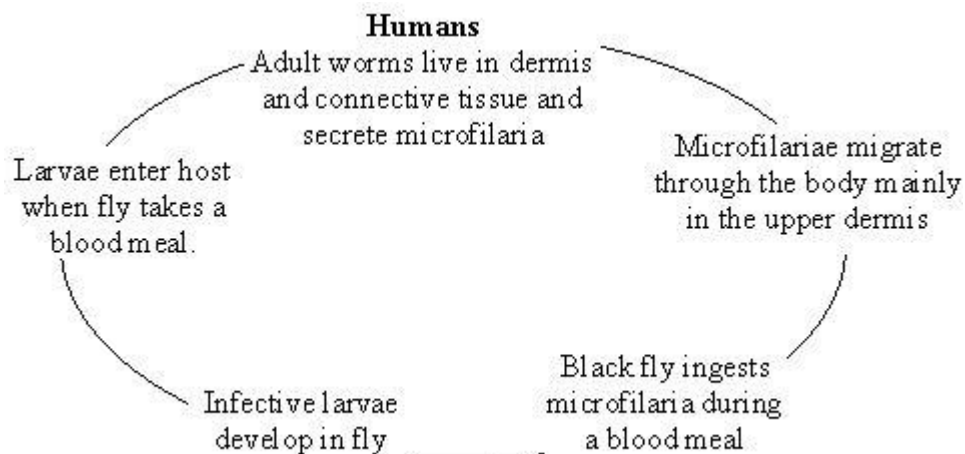 Humans
Adult worms live in dermis
and connective tissue and
secrete microfilaria
Microfilariae migrate
through the body mainly
in the upper dermis
Black fly ingests
microfilaria during
a blood meal
Infective larvae
develop in fly
Larvae enter host
when fly takes a
blood meal.